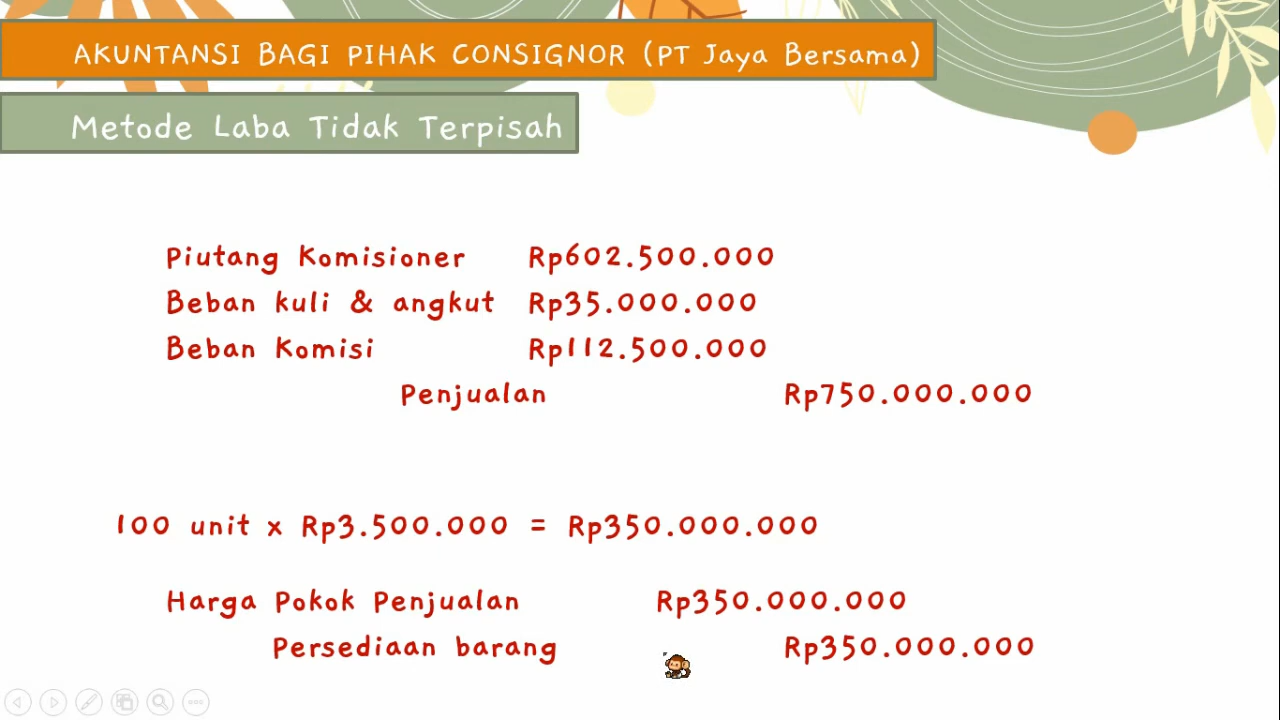 AKUNTANSI BAGI PIHAK CONSIGNOR (PT Jaya Bersama)
Metode Laba Tidak Terpisah
Piutang Komisioner Rp602.500.000
Beban kuli & angkut Rp35.000.000
Beban Komisi Rp112.500.000
Penjualan Rp750.000.000
100 unit x Rp3.500.000 = Rp350.000.000
Harga Pokok Penjualan Rp350.000.000
Persediaan barang Rp350.000.000